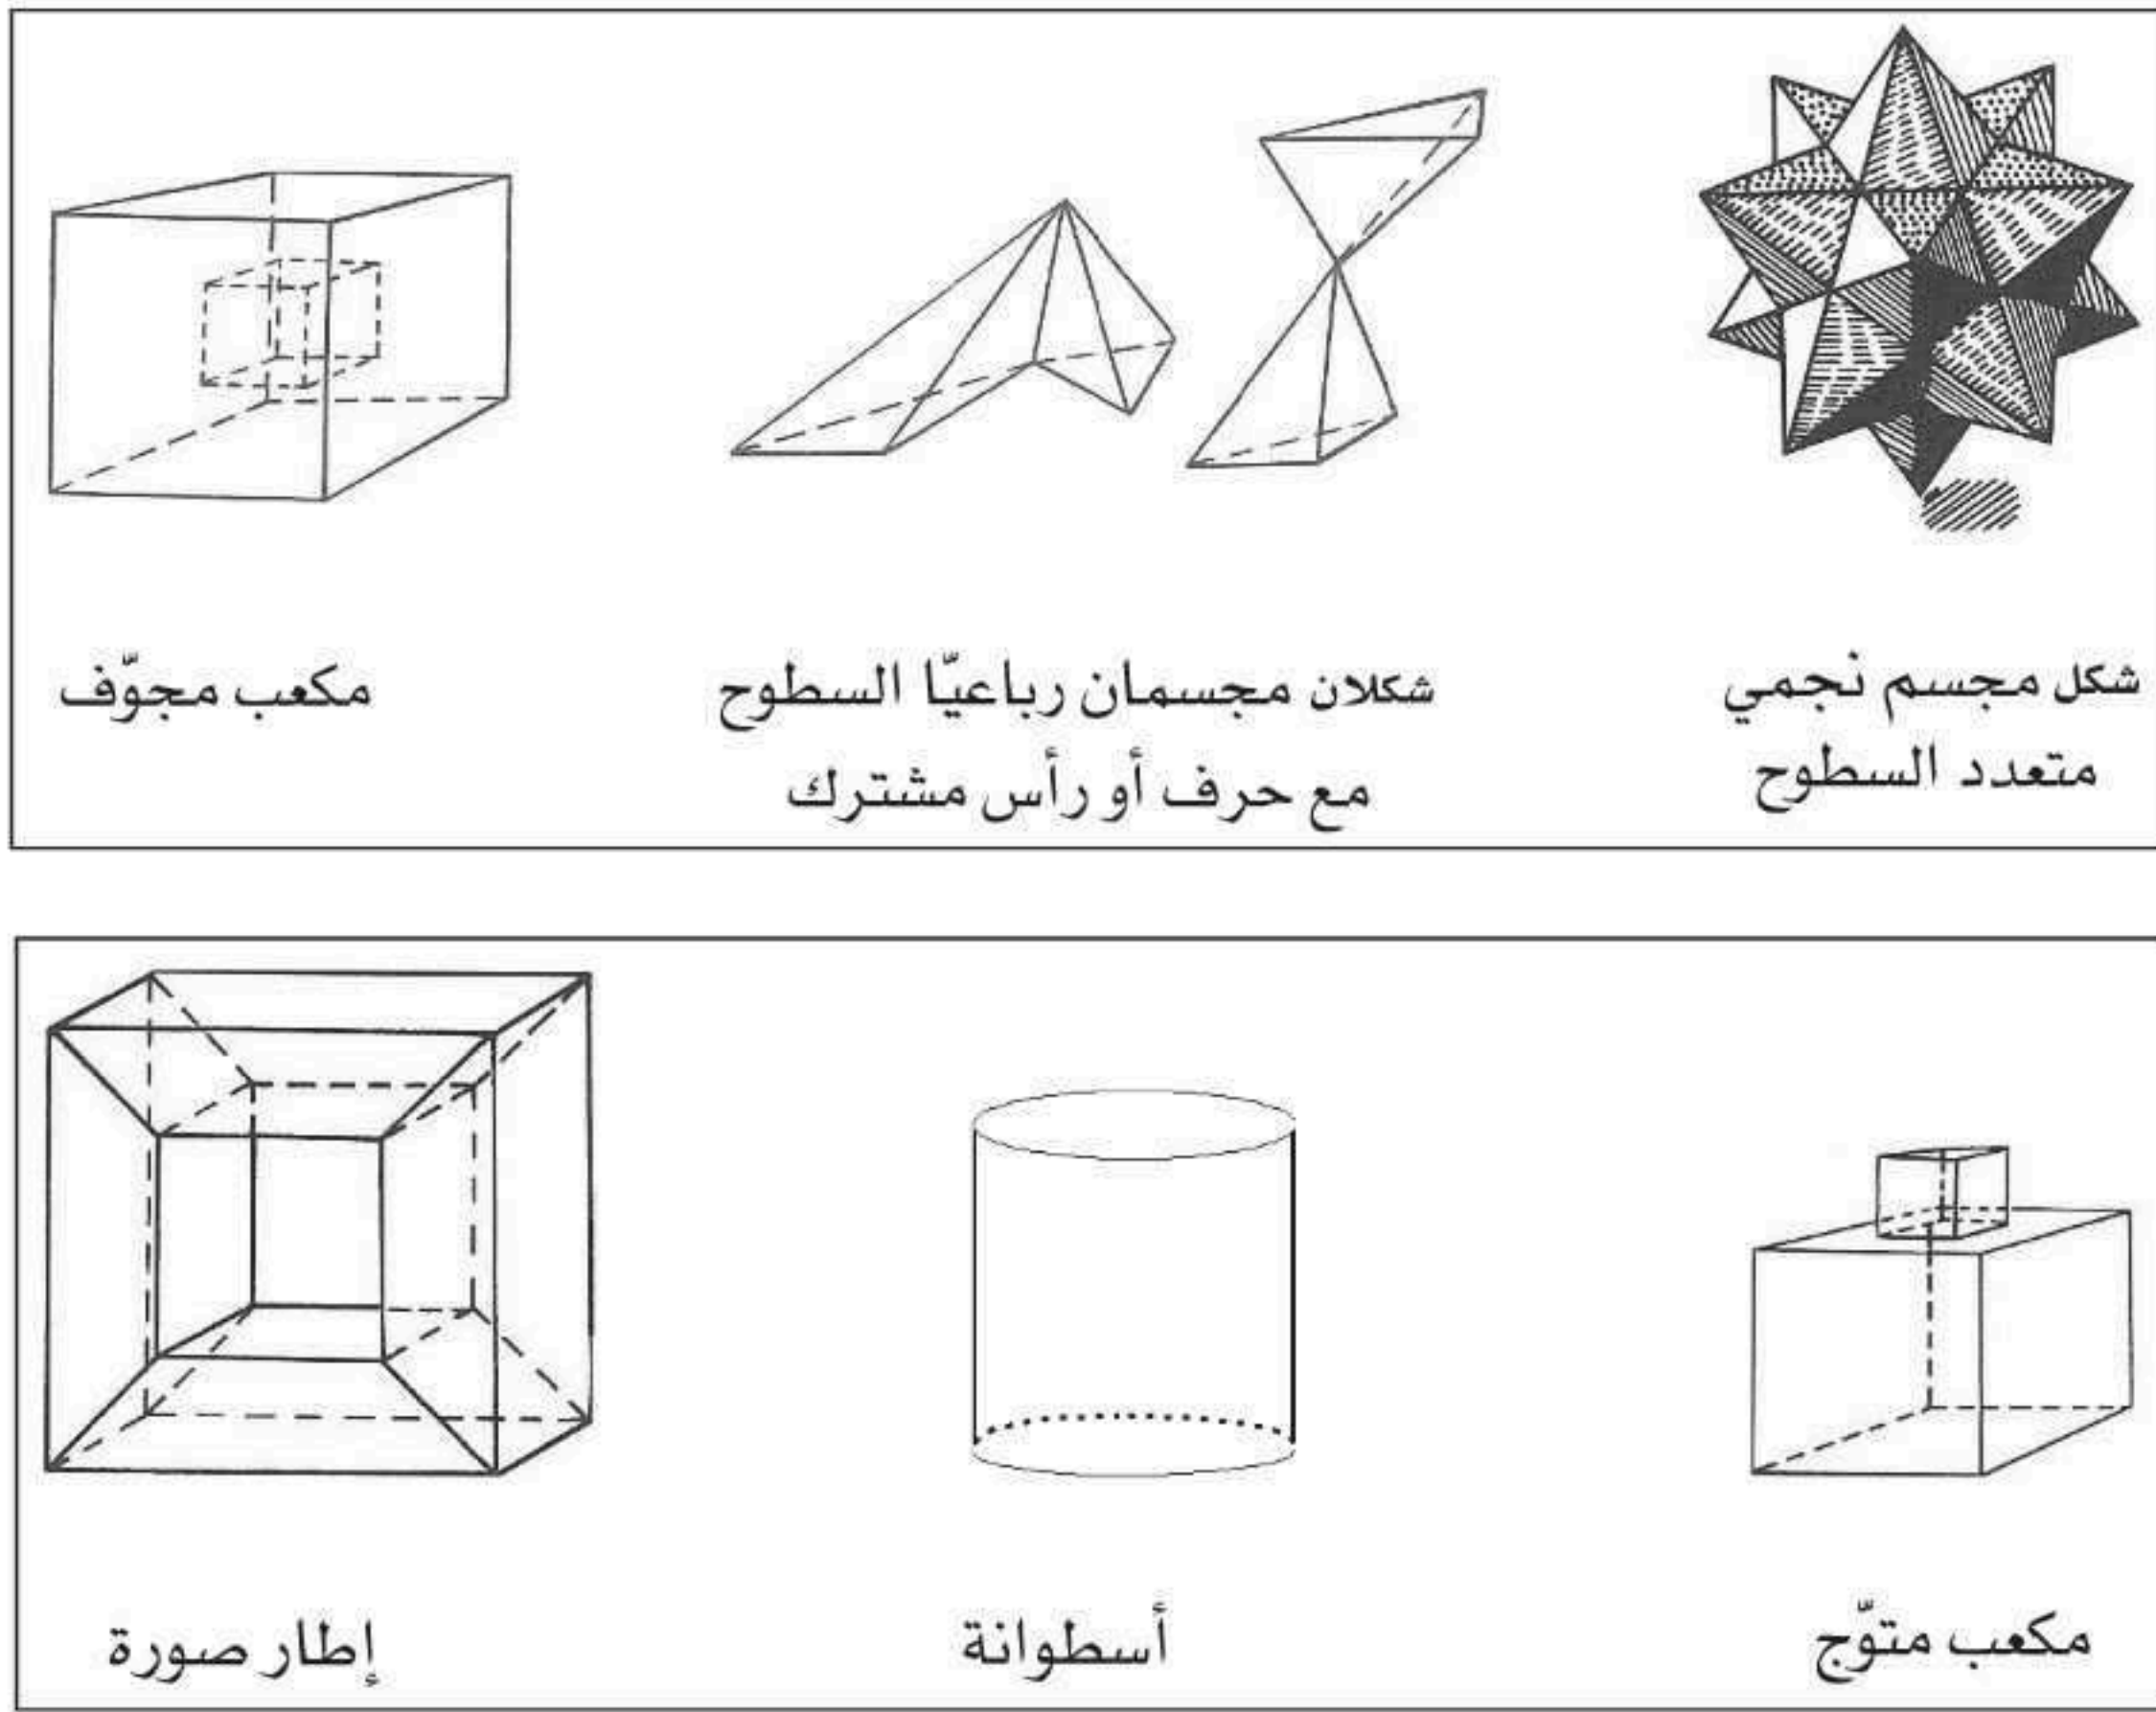 شكل مجسم نجمي
متعدد السطوح
شكلان مجسمان رباعيّا السطوح
مع حرف أو رأس مشترك
مكعب مجوّف
مكعب متوّج
أسطوانة
إطار صورة